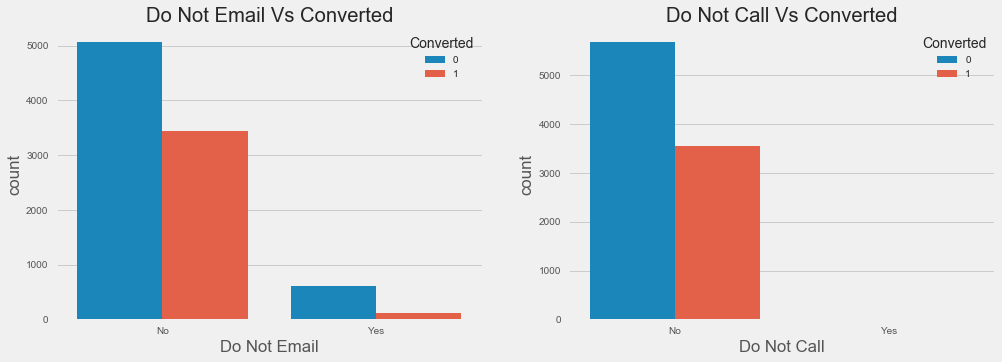 Do Not Email Vs Converted
Converted
0
1
5000
4000
3000
2000
1000
0
count
No
Yes
Do Not Email
Do Not Call Vs Converted
Converted
0
1
5000
4000
3000
2000
1000
0
count
No
Yes
Do Not Call